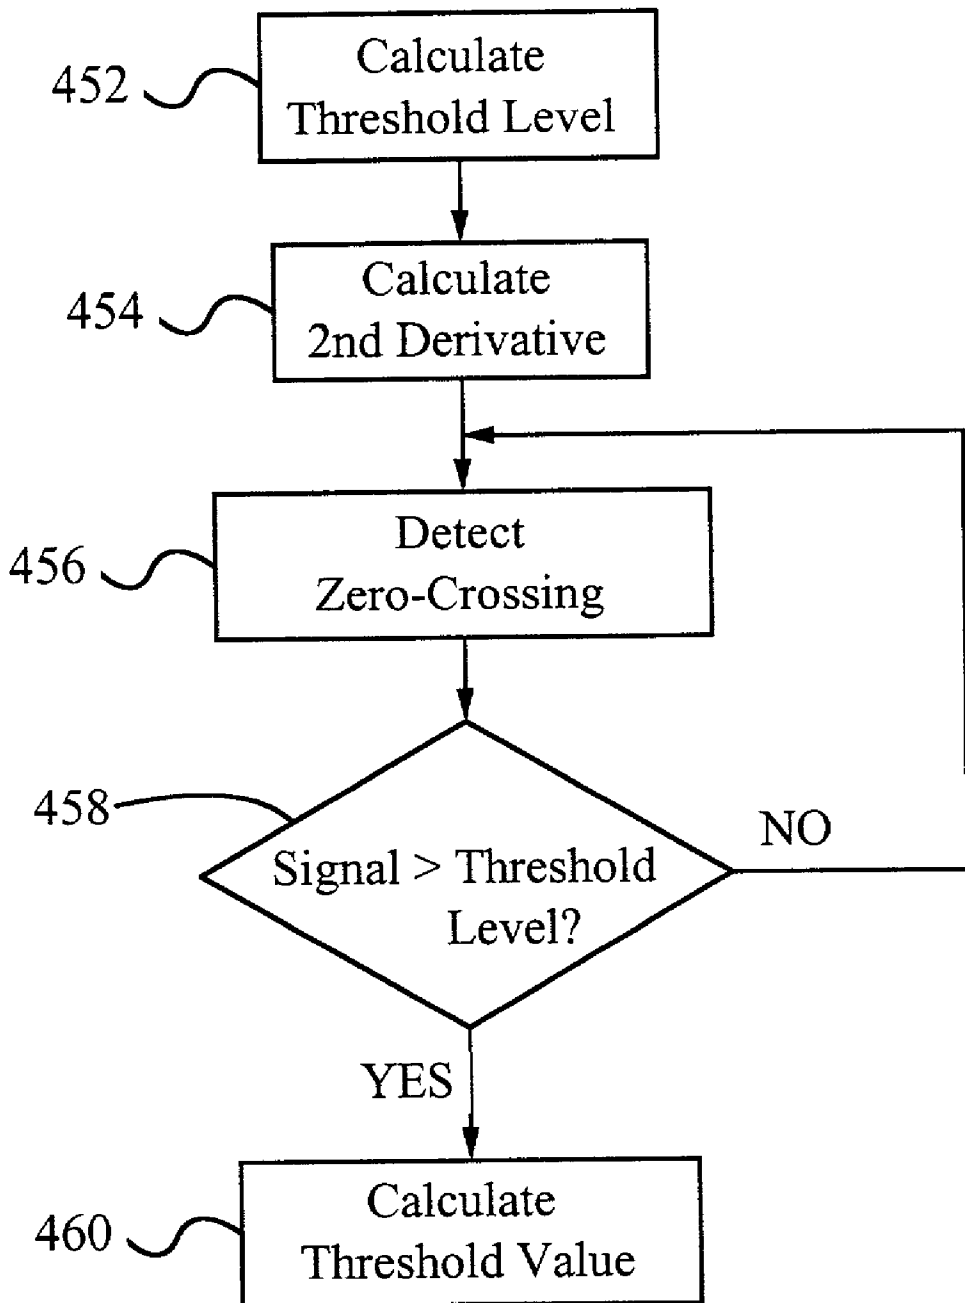 452
Calculate
Threshold Level
454
Calculate
2nd Derivative
456
Detect
Zero-Crossing
458
Signal > Threshold
Level?
NO
YES
460
Calculate
Threshold Value